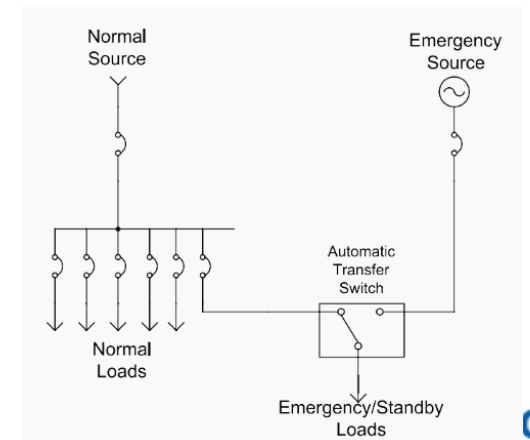 Normal
Source
Emergency
Source
Automatic
Transfer
Switch
Normal
Loads
Emergency/Standby
Loads